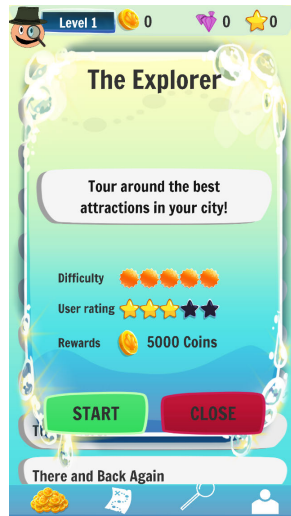 Level 1 0 0 0
The Explorer
Tour around the best
attractions in your city!
Difficulty
User rating
Rewards 5000 Coins
START CLOSE
There and Back Again